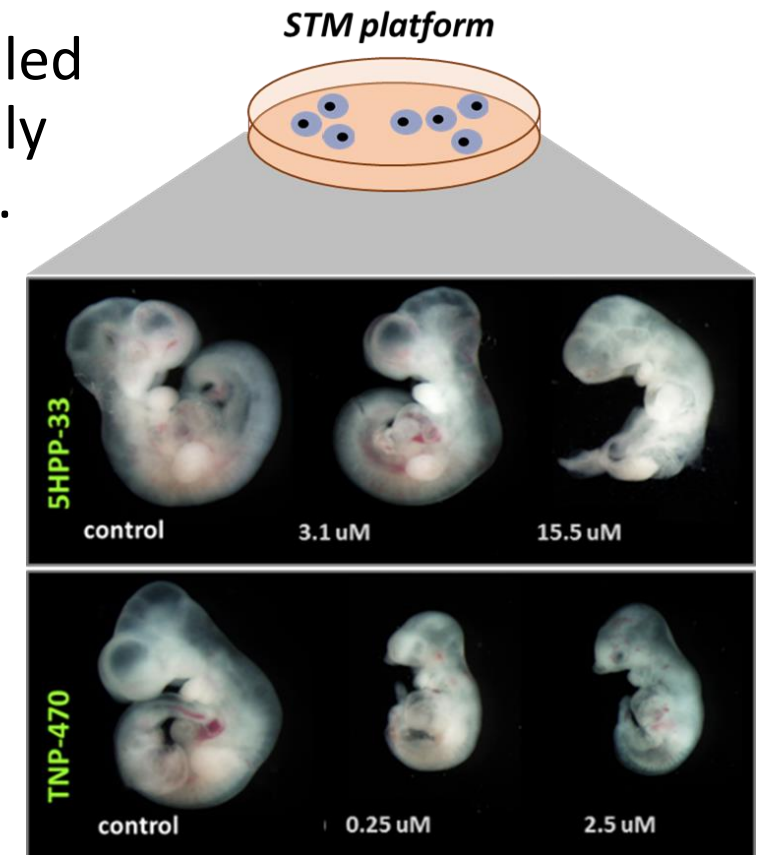 STM platform
led
ly
.
5HPP-33
control
3.1 uM
15.5 uM
TNP-470
control
0.25 uM
2.5 uM